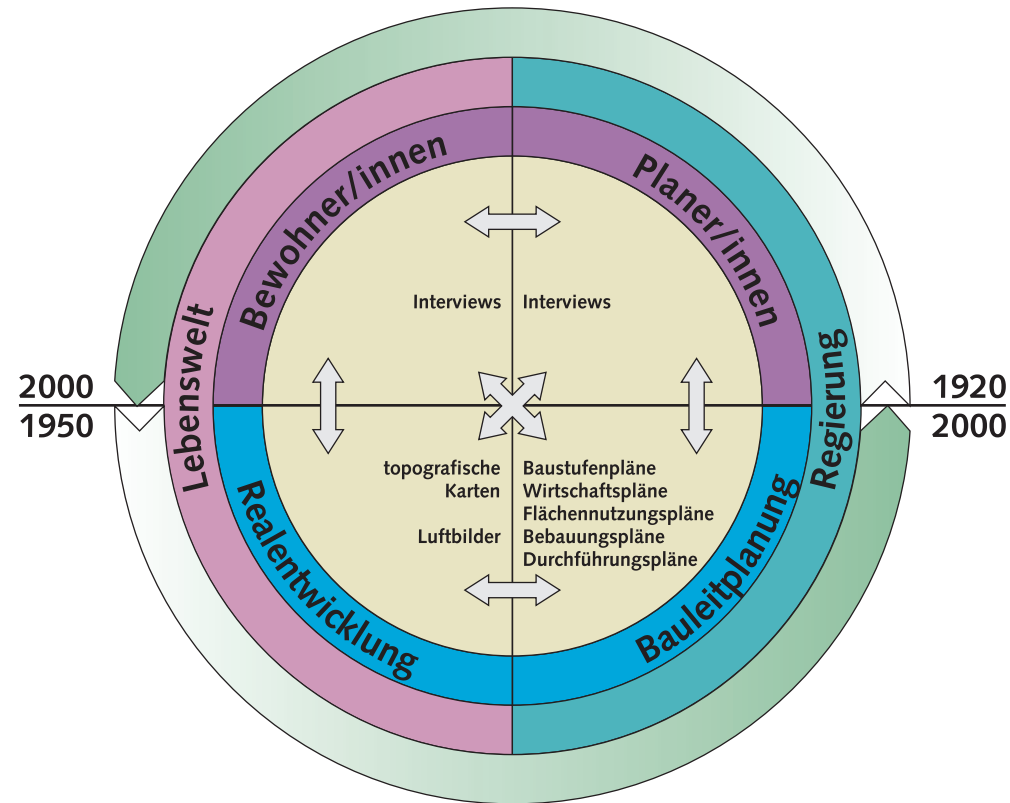 Bewohner/innen
Planer/innen
Interviews
Interviews
Lebenswelt
Regierung
2000
1950
1920
2000
topografische
Karten
Luftbilder
Baustufenpläne
Wirtschaftspläne
Flächennutzungspläne
Bebauungspläne
Durchführungspläne
Realentwicklung
Bauleitplanung